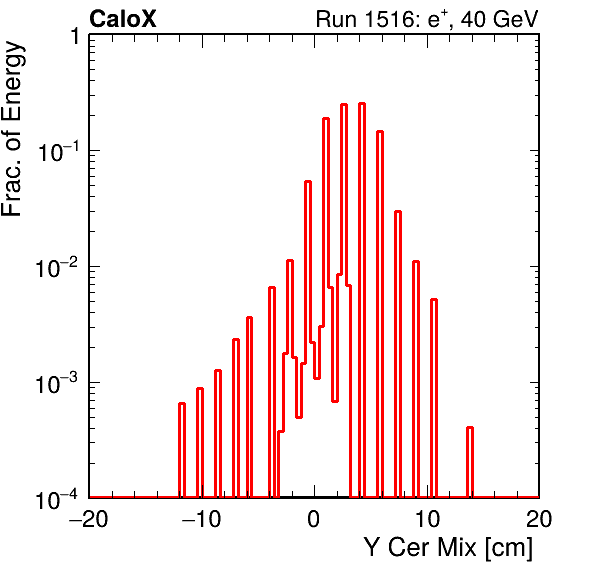 CaloX Run 1516: e⁺, 40 GeV
Frac. of Energy
1
10⁻¹
10⁻²
10⁻³
10⁻⁴
−20 −10 0 10 20
Y Cer Mix [cm]